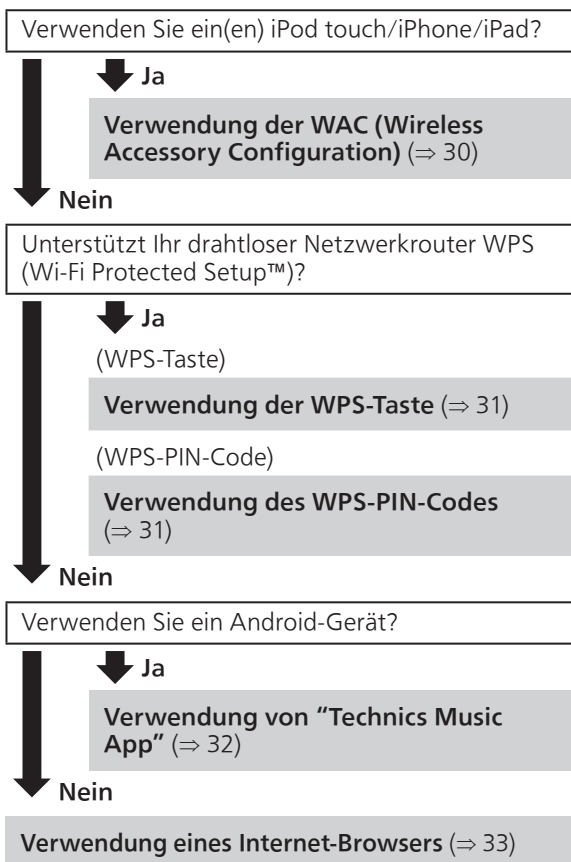 Verwenden Sie ein(en) iPod touch/iPhone/iPad?
Ja
Verwendung der WAC (Wireless
Accessory Configuration) (⇒ 30)
Nein
Unterstützt Ihr drahtloser Netzwerkrouter WPS
(Wi-Fi Protected Setup™)?
Ja
(WPS-Taste)
Verwendung der WPS-Taste (⇒ 31)
(WPS-PIN-Code)
Verwendung des WPS-PIN-Codes
(⇒ 31)
Nein
Verwenden Sie ein Android-Gerät?
Ja
Verwendung von “Technics Music
App” (⇒ 32)
Nein
Verwendung eines Internet-Browsers (⇒ 33)